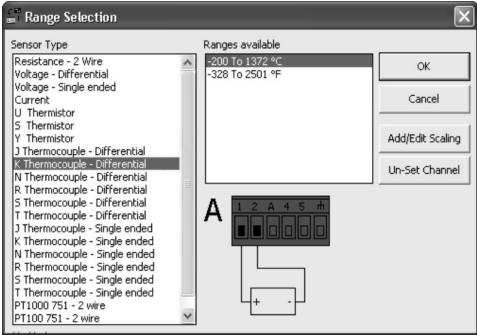 Range Selection
Sensor Type
Resistance - 2 Wire
Voltage - Differential
Voltage - Single ended
Current
U Thermistor
S Thermistor
Y Thermistor
J Thermocouple - Differential
K Thermocouple - Differential
N Thermocouple - Differential
R Thermocouple - Differential
S Thermocouple - Differential
T Thermocouple - Differential
J Thermocouple - Single ended
K Thermocouple - Single ended
N Thermocouple - Single ended
R Thermocouple - Single ended
S Thermocouple - Single ended
T Thermocouple - Single ended
PT1000 751 - 2 wire
PT100 751 - 2 wire
Ranges available
-200 To 1372 °C
-328 To 2501 °F
OK
Cancel
Add/Edit Scaling
Un-Set Channel
A
1 2 A 4 5
+ -